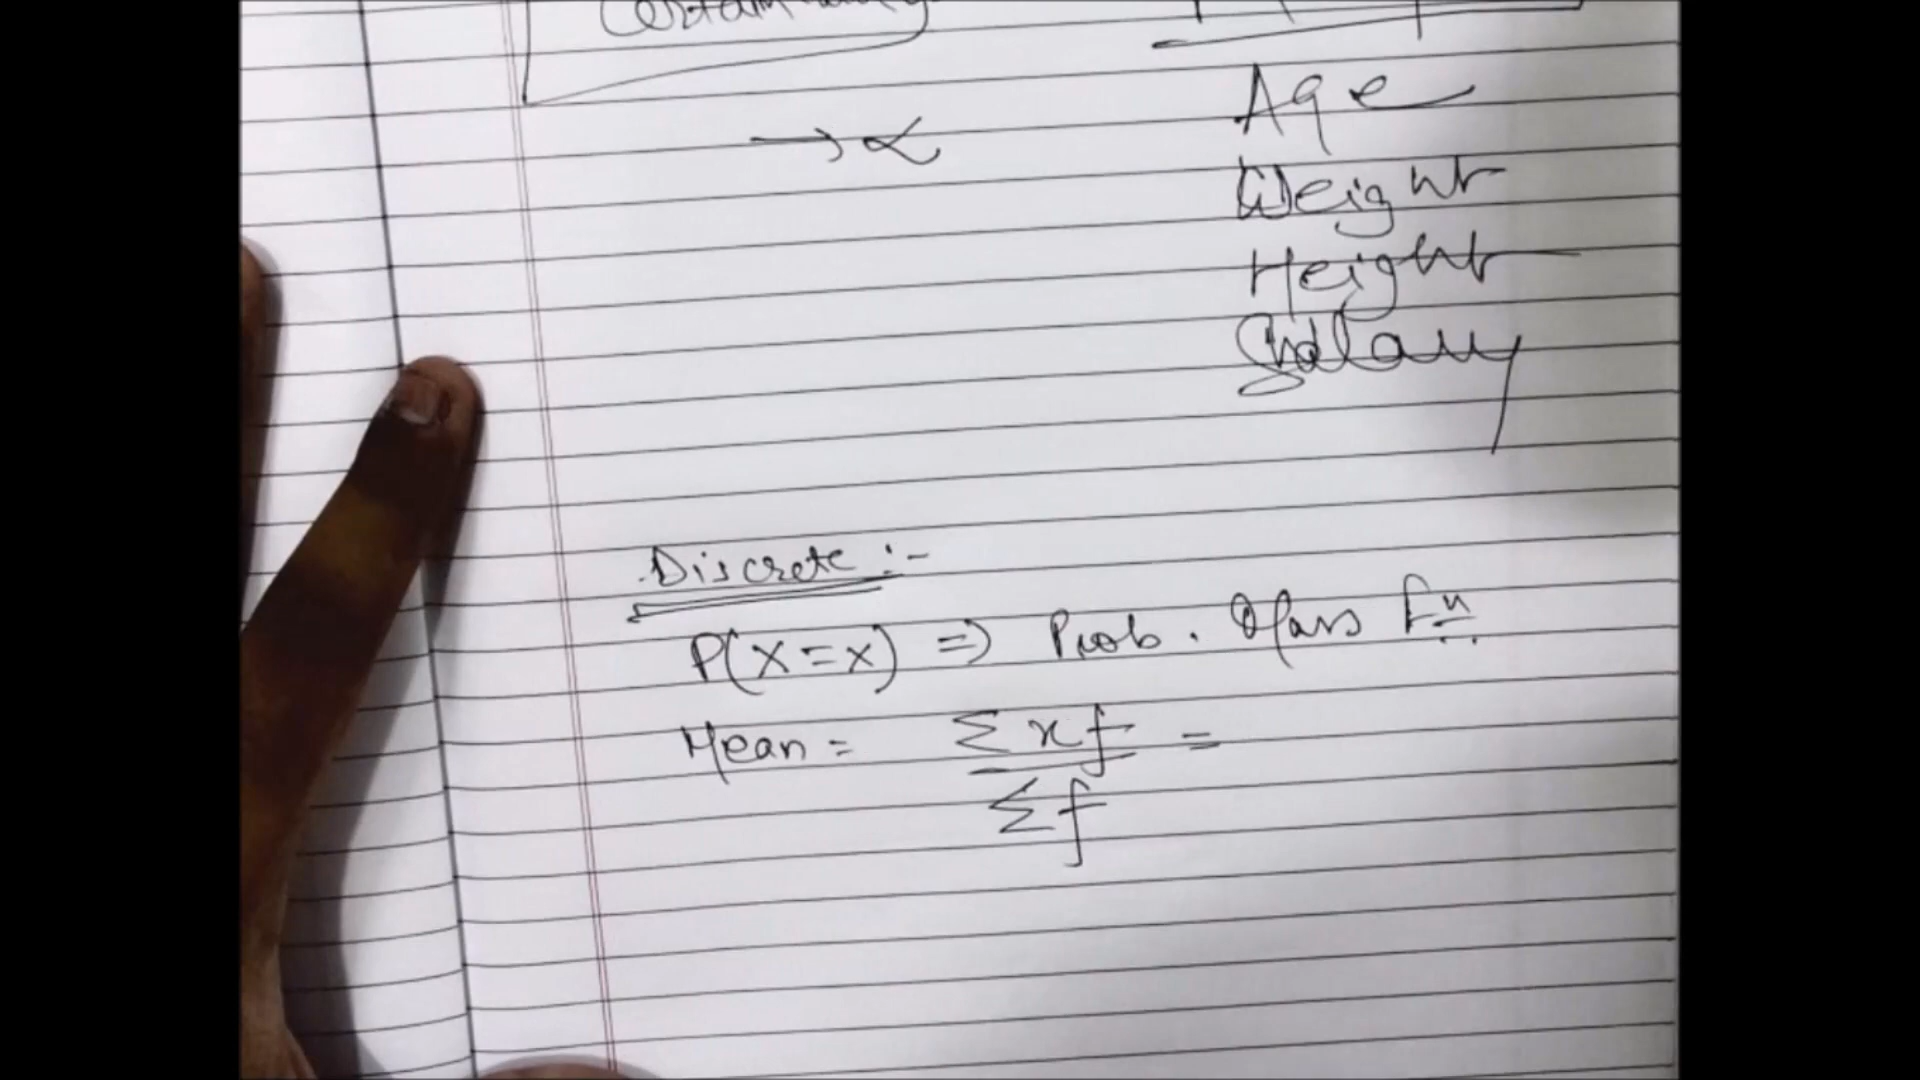 → ∝
Age
Weight
Height
Salary
Discrete :-
P(X=x) => Prob. Mass Fn
Mean = Σxf / Σf =